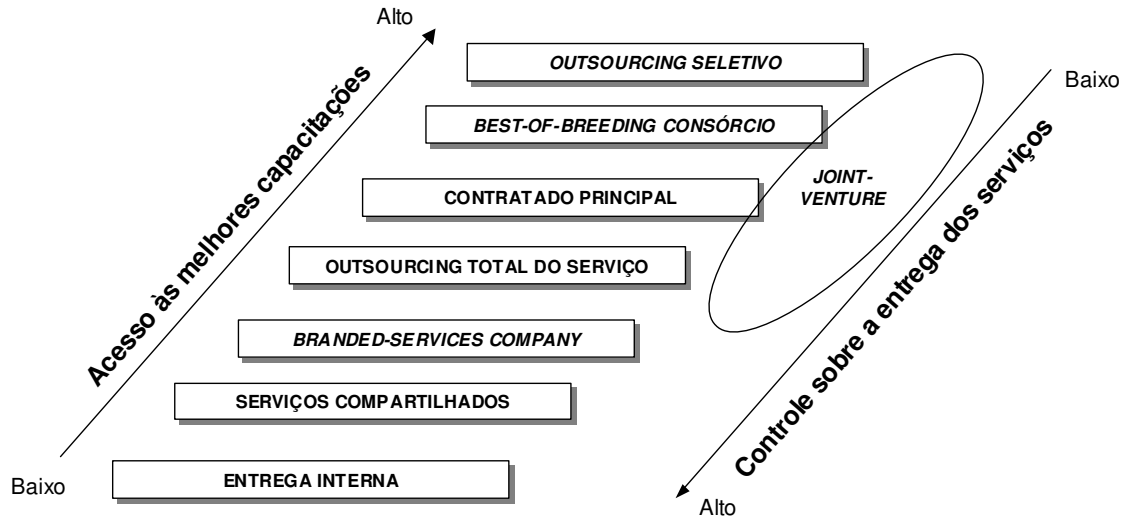 Alto
OUTSOURCING SELETIVO
Baixo
BEST-OF-BREEDING CONSÓRCIO
JOINT-
VENTURE
CONTRATADO PRINCIPAL
OUTSOURCING TOTAL DO SERVIÇO
BRANDED-SERVICES COMPANY
SERVIÇOS COMPARTILHADOS
ENTREGA INTERNA
Acesso às melhores capacitações
Controle sobre a entrega dos serviços
Baixo
Alto